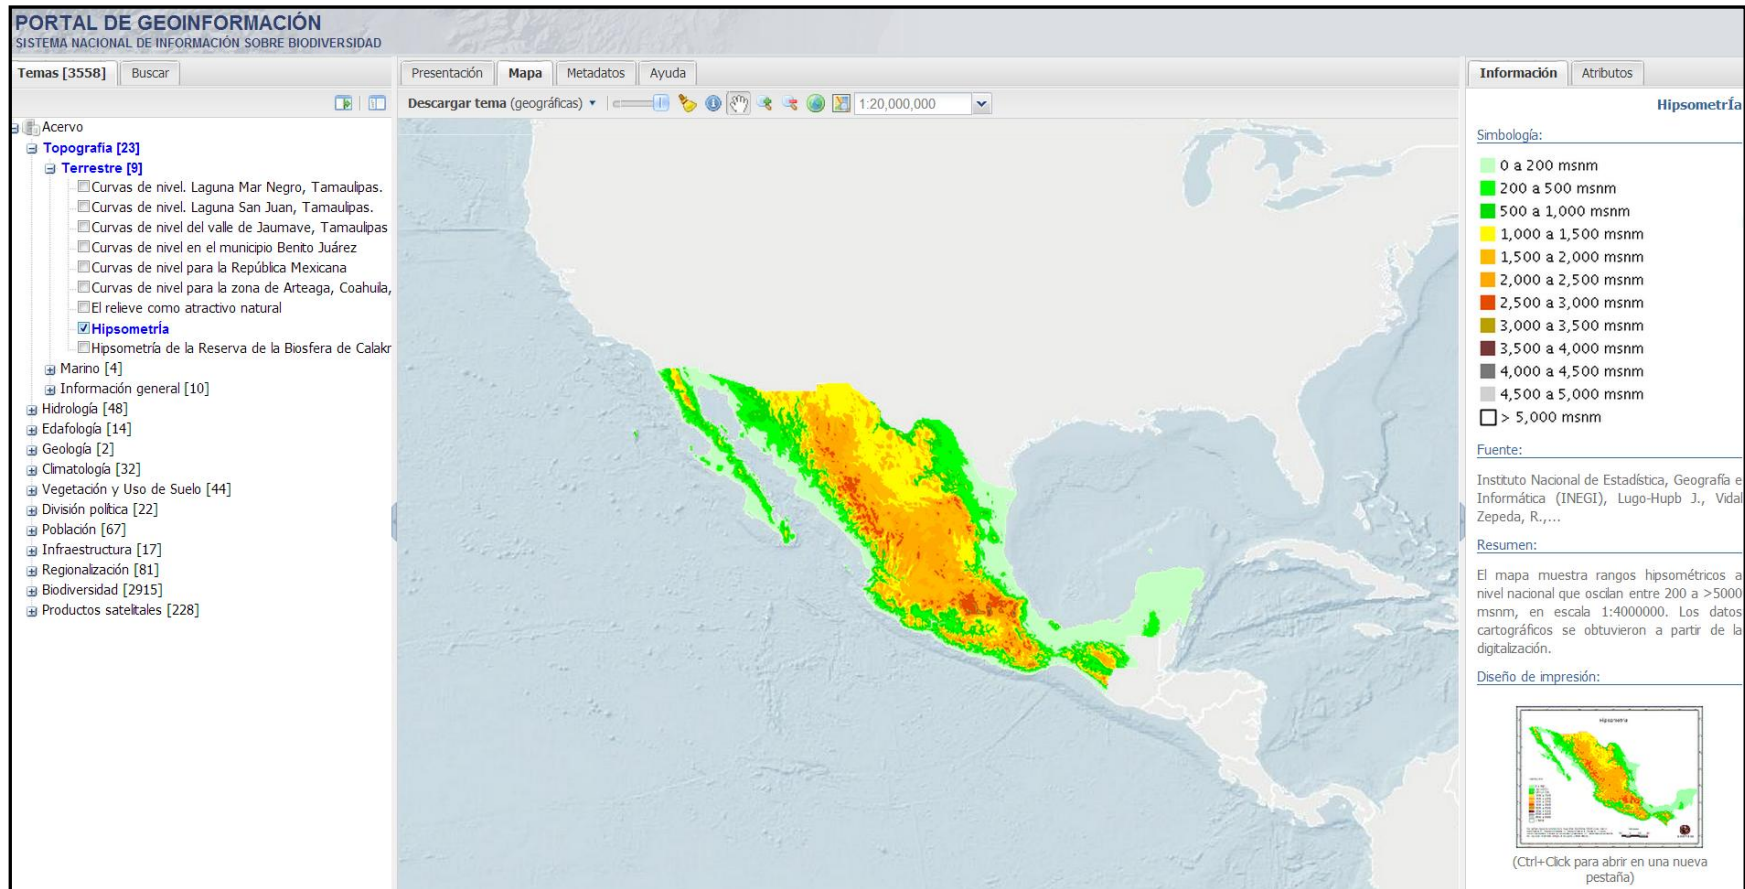 PORTAL DE GEOINFORMACIÓN
SISTEMA NACIONAL DE INFORMACIÓN SOBRE BIODIVERSIDAD
Temas [3558] Buscar
Acervo
Topografía [23]
Terrestre [9]
Curvas de nivel. Laguna Mar Negro, Tamaulipas.
Curvas de nivel. Laguna San Juan, Tamaulipas.
Curvas de nivel del valle de Jaumave, Tamaulipas
Curvas de nivel en el municipio Benito Juárez
Curvas de nivel para la República Mexicana
Curvas de nivel para la zona de Arteaga, Coahuila,
El relieve como atractivo natural
HipsometrÍa
Hipsometría de la Reserva de la Biosfera de Calakr
Marino [4]
Información general [10]
Hidrología [48]
Edafología [14]
Geología [2]
Climatología [32]
Vegetación y Uso de Suelo [44]
División política [22]
Población [67]
Infraestructura [17]
Regionalización [81]
Biodiversidad [2915]
Productos satelitales [228]
Presentación Mapa Metadatos Ayuda
Descargar tema (geográficas) 1:20,000,000
Información Atributos
HipsometrÍa
Simbología:
0 a 200 msnm
200 a 500 msnm
500 a 1,000 msnm
1,000 a 1,500 msnm
1,500 a 2,000 msnm
2,000 a 2,500 msnm
2,500 a 3,000 msnm
3,000 a 3,500 msnm
3,500 a 4,000 msnm
4,000 a 4,500 msnm
4,500 a 5,000 msnm
> 5,000 msnm
Fuente:
Instituto Nacional de Estadística, Geografía e
Informática (INEGI), Lugo-Hupb J., Vidal
Zepeda, R.,...
Resumen:
El mapa muestra rangos hipsométricos a
nivel nacional que oscilan entre 200 a >5000
msnm, en escala 1:4000000. Los datos
cartográficos se obtuvieron a partir de la
digitalización.
Diseño de impresión:
Hipsometría
(Ctrl+Click para abrir en una nueva
pestaña)